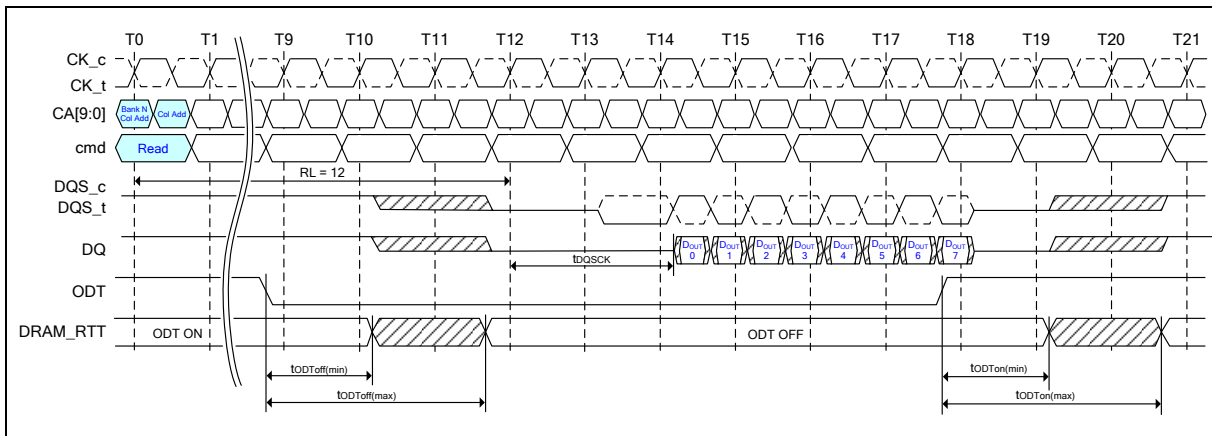 T0 T1 T9 T10 T11 T12 T13 T14 T15 T16 T17 T18 T19 T20 T21
CK_c
CK_t
CA[9:0] Bank N Col Add Col Add
cmd Read
RL = 12
DQS_c
DQS_t
DQ DOUT 0 DOUT 1 DOUT 2 DOUT 3 DOUT 4 DOUT 5 DOUT 6 DOUT 7
tDQSCK
ODT
DRAM_RTT ODT ON ODT OFF
tODToff(min) tODTon(min)
tODToff(max) tODTon(max)